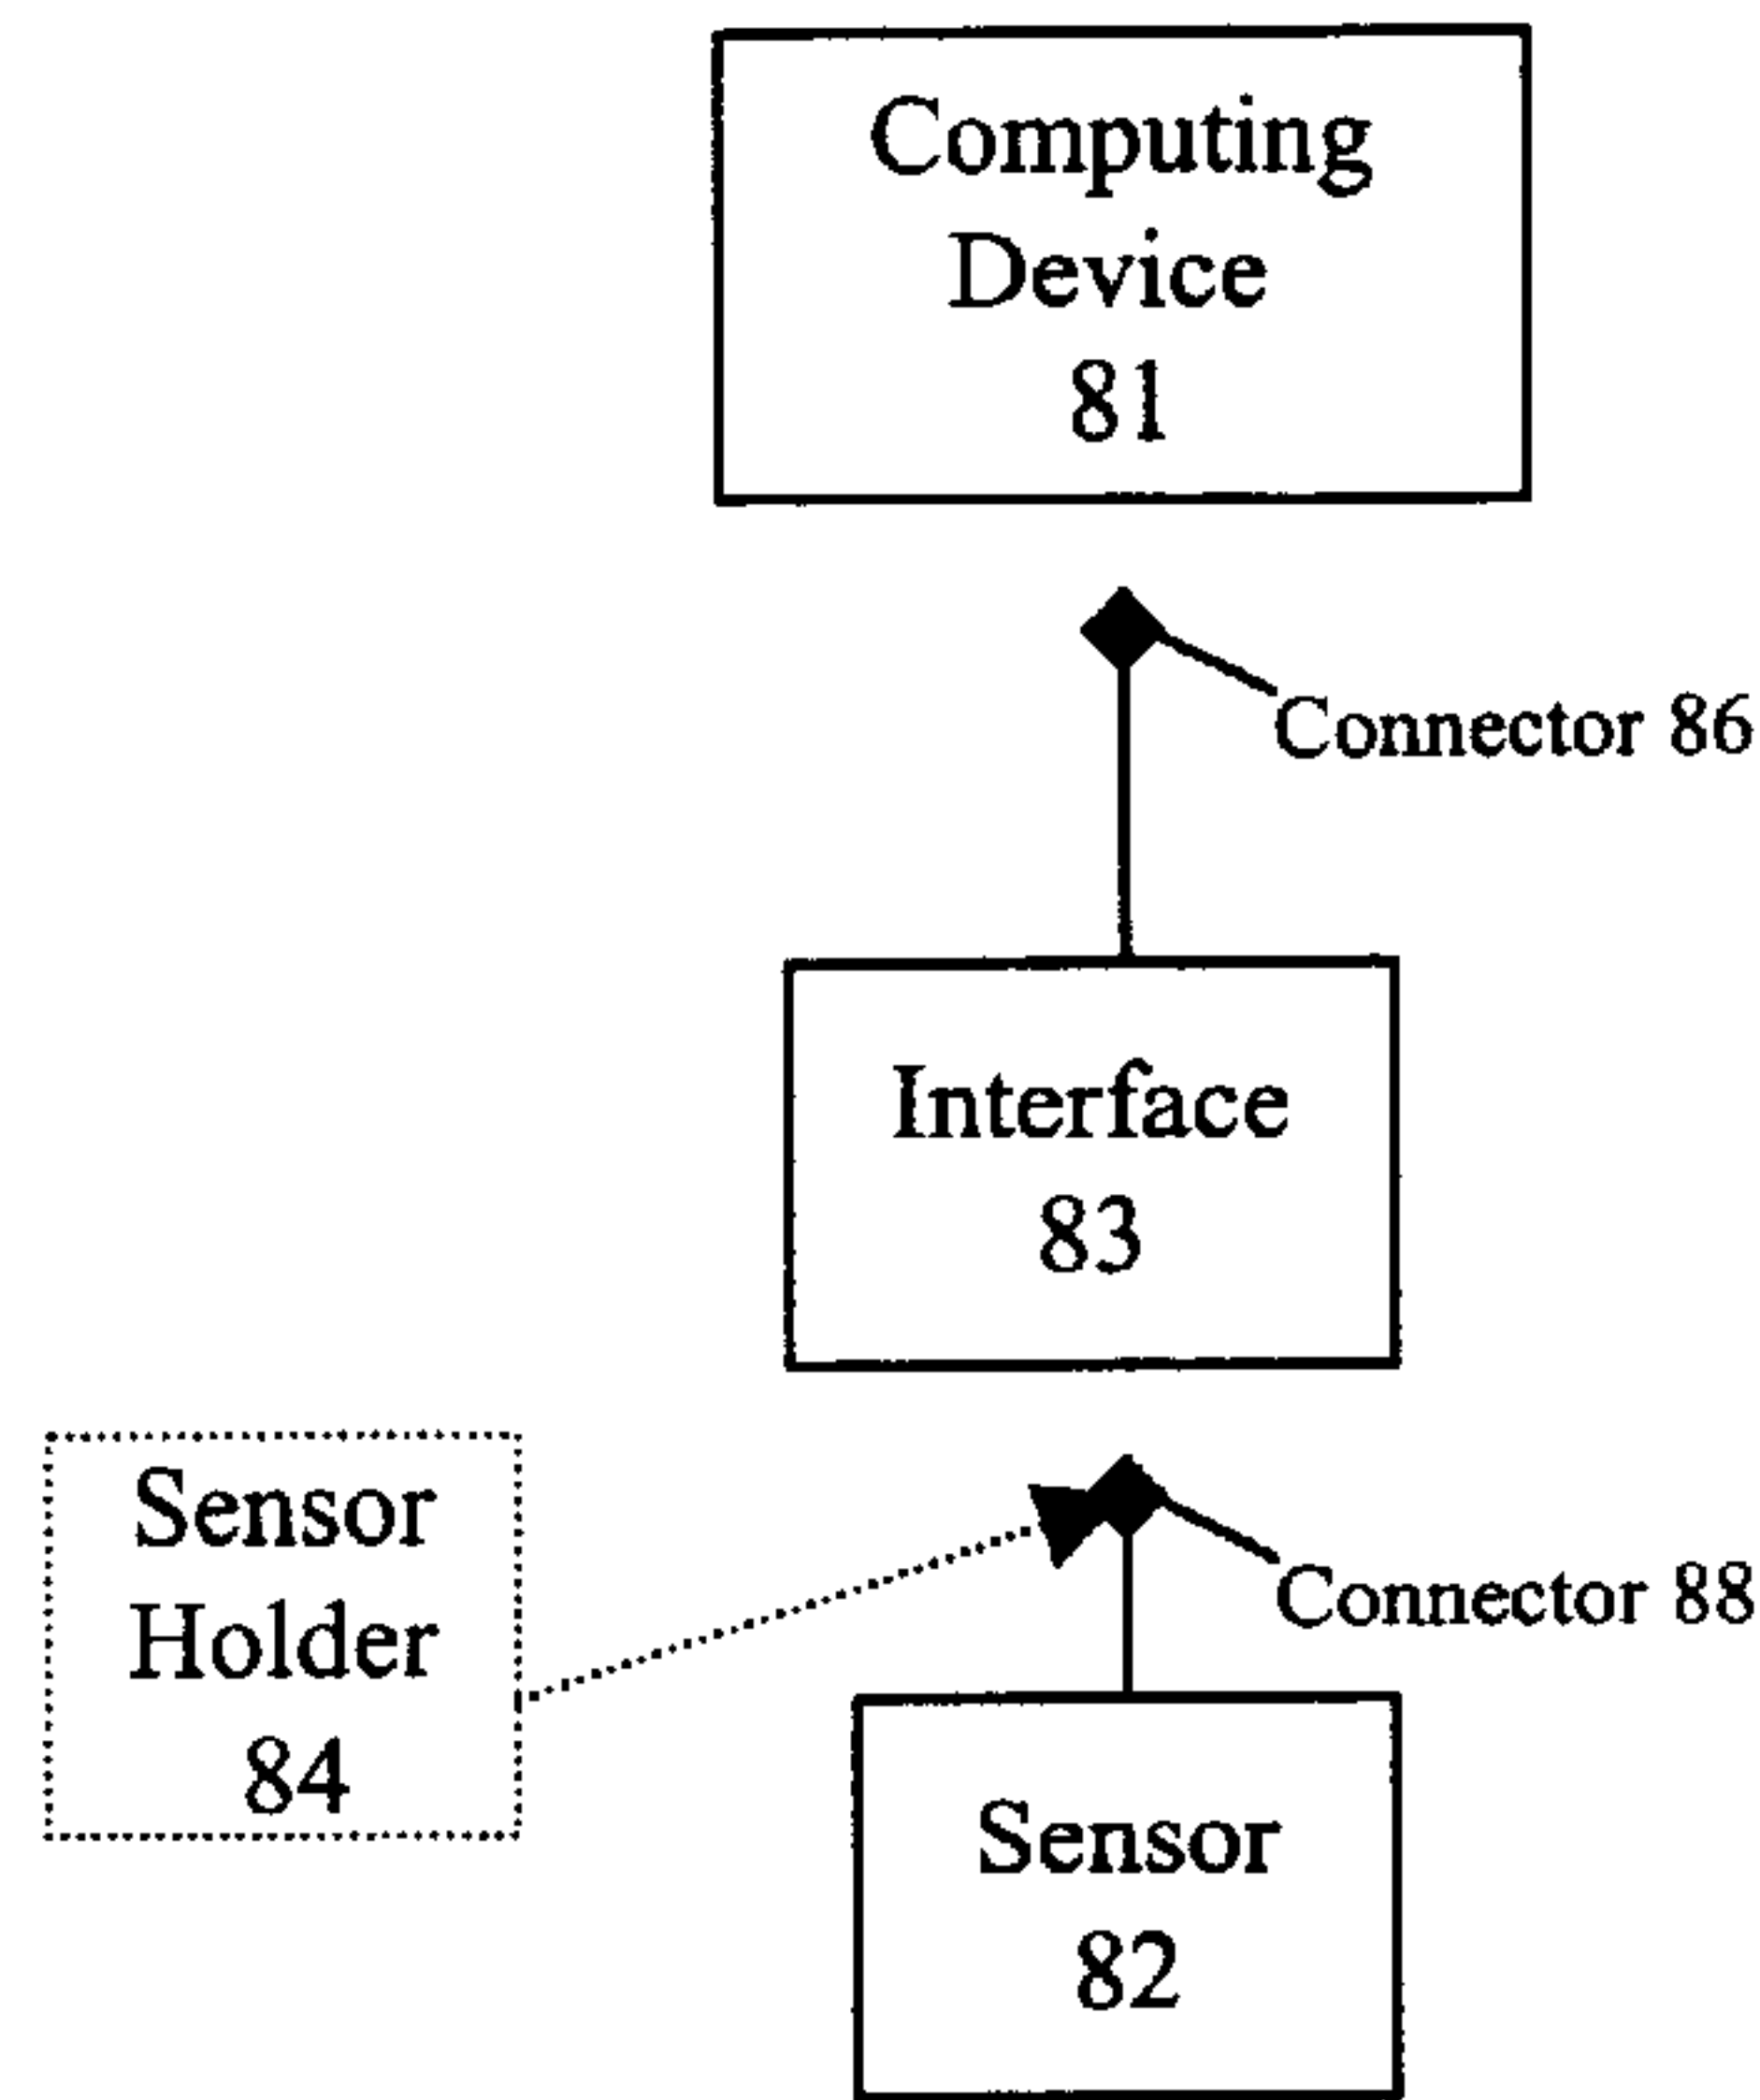 Computing
Device
81
Connector 86
Interface
83
Sensor
Holder
84
Connector 88
Sensor
82